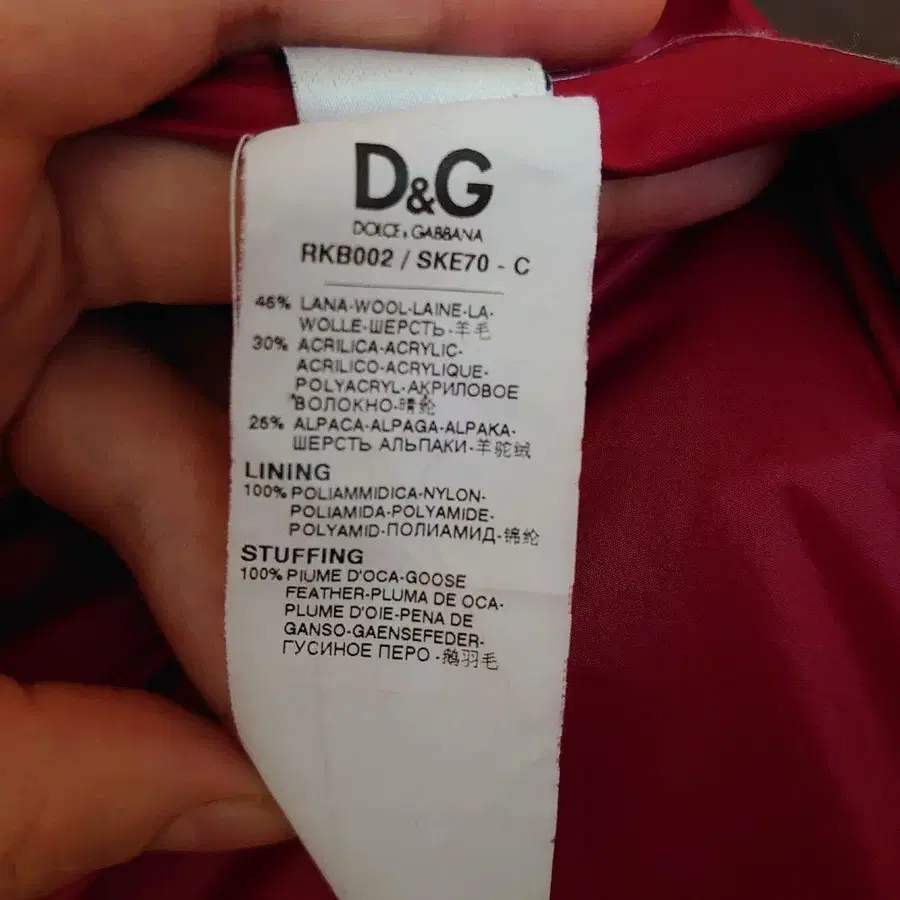 D&G
DOLCE & GABBANA
RKB002 / SKE70 - C
45% LANA-WOOL-LAINE-LA-
WOLLE-ШЕРСТЬ-羊毛
30% ACRILICA-ACRYLIC-
ACRILICO-ACRYLIQUE-
POLYACRYL-АКРИЛОВОЕ
ВОЛОКНО-晴纶
25% ALPACA-ALPAGA-ALPAKA-
ШЕРСТЬ АЛЬПАКИ-羊驼绒
LINING
100% POLIAMMIDICA-NYLON-
POLIAMIDA-POLYAMIDE-
POLYAMID-ПОЛИАМИД-锦纶
STUFFING
100% PIUME D'OCA-GOOSE
FEATHER-PLUMA DE OCA-
PLUME D'OIE-PENA DE
GANSO-GAENSEFEDER-
ГУСИНОЕ ПЕРО-鹅羽毛